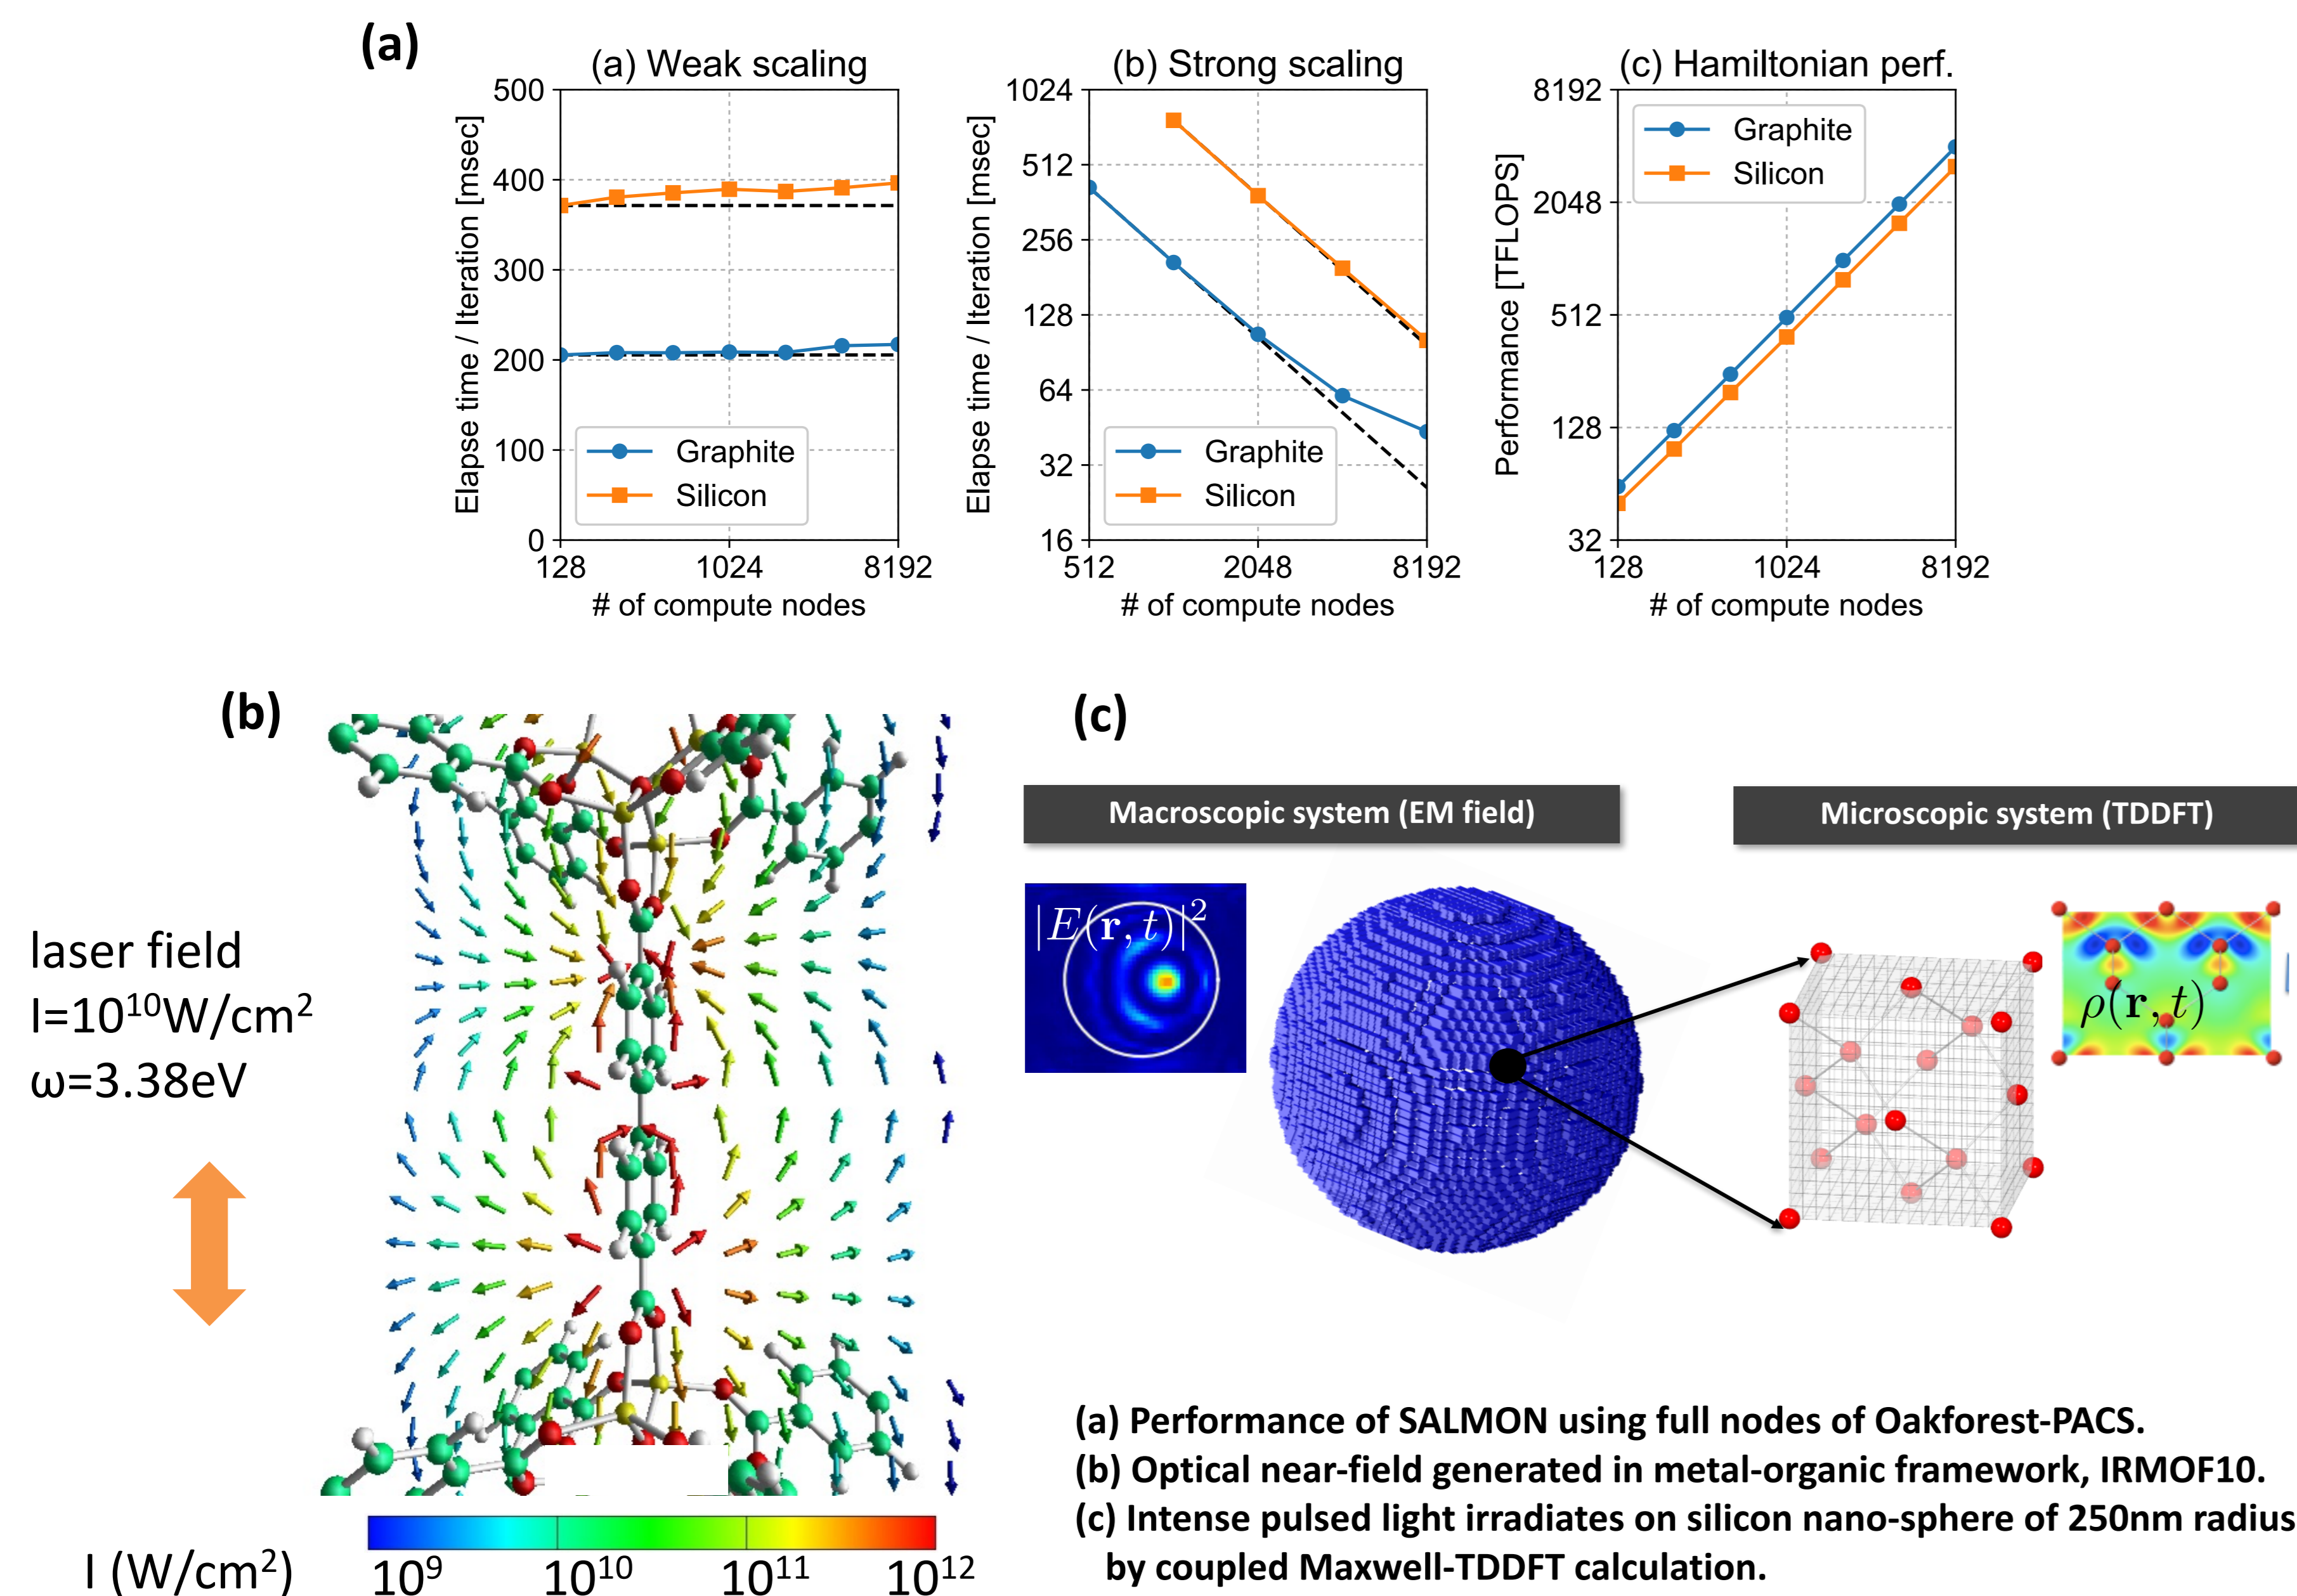 (a)
(a) Weak scaling
(b) Strong scaling
(c) Hamiltonian perf.
Elapse time / Iteration [msec]
500
400
300
200
100
0
Graphite
Silicon
128
1024
8192
# of compute nodes
Elapse time / Iteration [msec]
1024
512
256
128
64
32
16
Graphite
Silicon
512
2048
8192
# of compute nodes
Performance [TFLOPS]
8192
2048
512
128
32
Graphite
Silicon
128
1024
8192
# of compute nodes
(b)
laser field
I=10¹⁰W/cm²
ω=3.38eV
I (W/cm²)
10⁹
10¹⁰
10¹¹
10¹²
(c)
Macroscopic system (EM field)
Microscopic system (TDDFT)
|E(r, t)|²
ρ(r, t)
(a) Performance of SALMON using full nodes of Oakforest-PACS.
(b) Optical near-field generated in metal-organic framework, IRMOF10.
(c) Intense pulsed light irradiates on silicon nano-sphere of 250nm radius
by coupled Maxwell-TDDFT calculation.